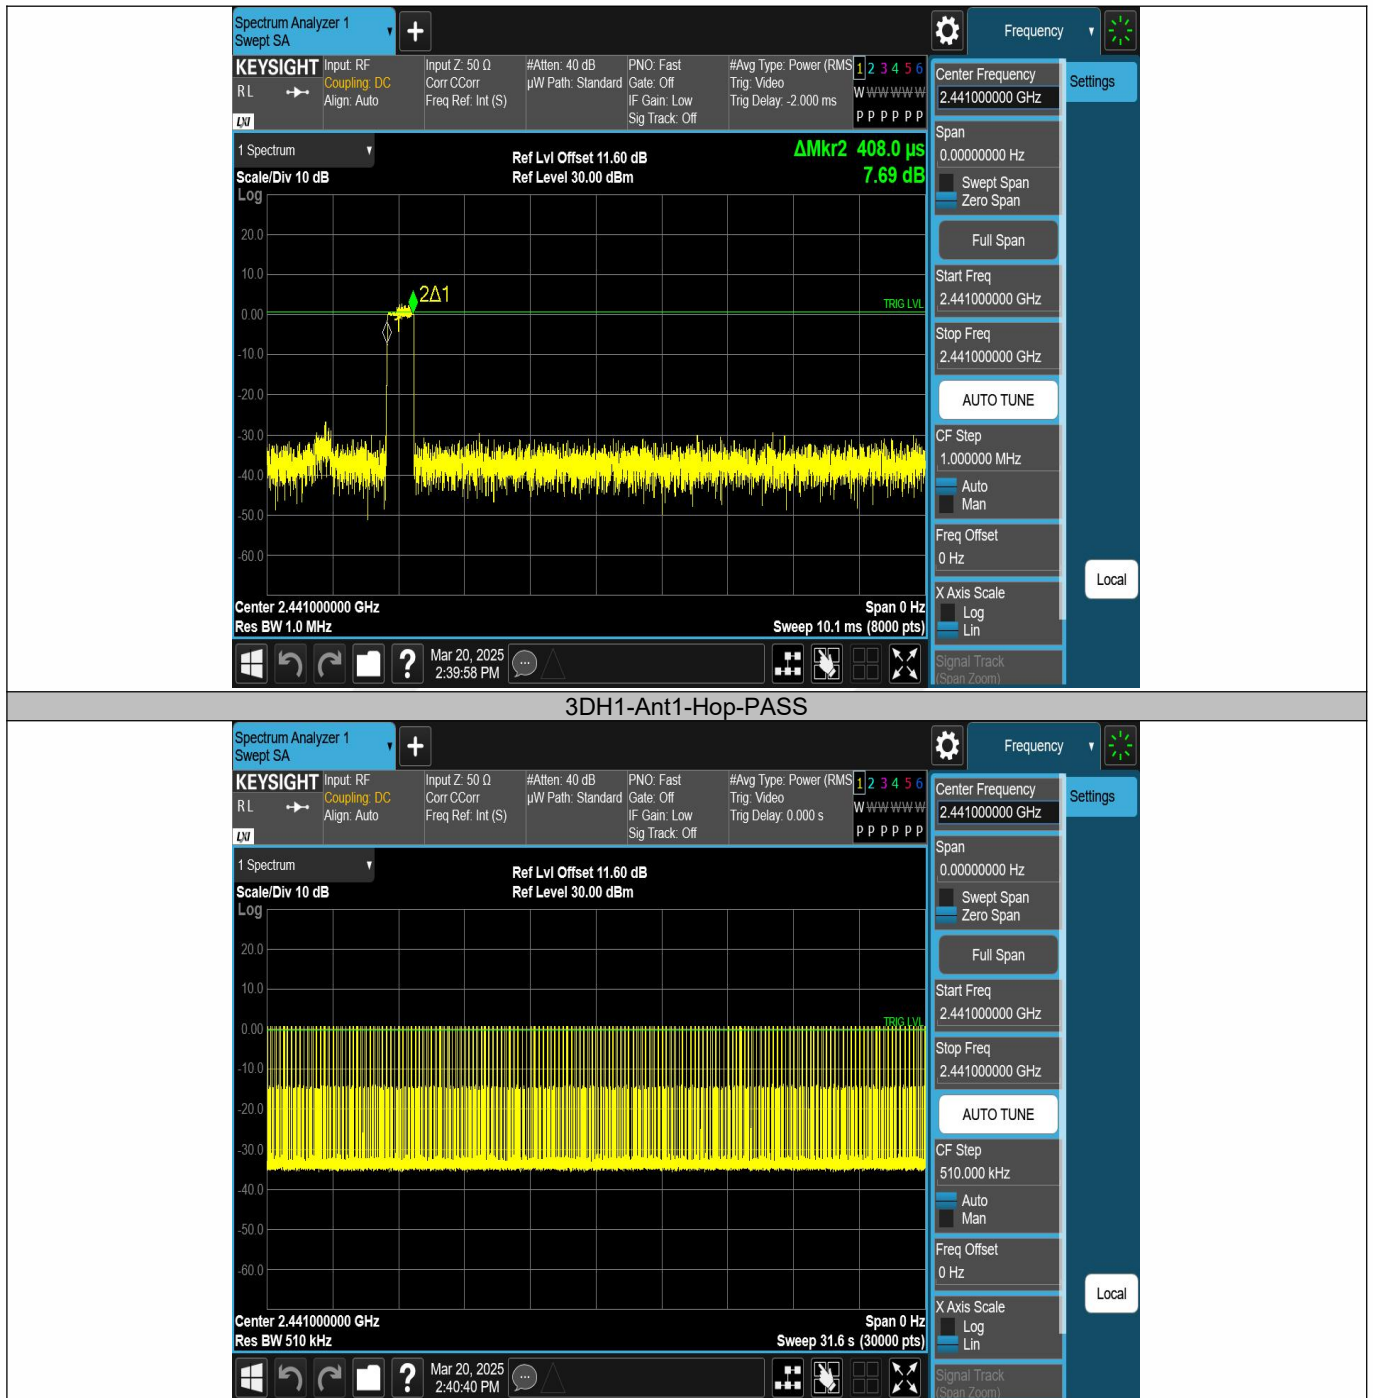 Spectrum Analyzer 1
Swept SA
Frequency
KEYSIGHT
RL
LXI
Input: RF
Coupling: DC
Align: Auto
Input Z: 50 Ω
Corr CCorr
Freq Ref: Int (S)
#Atten: 40 dB
µW Path: Standard
PNO: Fast
Gate: Off
IF Gain: Low
Sig Track: Off
#Avg Type: Power (RMS
Trig: Video
Trig Delay: -2.000 ms
1 2 3 4 5 6
W W W W W W
P P P P P P
Center Frequency
2.441000000 GHz
Settings
Span
0.00000000 Hz
Swept Span
Zero Span
Full Span
Start Freq
2.441000000 GHz
Stop Freq
2.441000000 GHz
AUTO TUNE
CF Step
1.000000 MHz
Auto
Man
Freq Offset
0 Hz
X Axis Scale
Log
Lin
Signal Track
(Span Zoom)
Local
1 Spectrum
Scale/Div 10 dB
Ref Lvl Offset 11.60 dB
Ref Level 30.00 dBm
ΔMkr2 408.0 µs
7.69 dB
Log
20.0
10.0
0.00
-10.0
-20.0
-30.0
-40.0
-50.0
-60.0
2Δ1
TRIG LVL
Center 2.441000000 GHz
Res BW 1.0 MHz
Span 0 Hz
Sweep 10.1 ms (8000 pts)
Mar 20, 2025
2:39:58 PM
3DH1-Ant1-Hop-PASS
Spectrum Analyzer 1
Swept SA
Frequency
KEYSIGHT
RL
LXI
Input: RF
Coupling: DC
Align: Auto
Input Z: 50 Ω
Corr CCorr
Freq Ref: Int (S)
#Atten: 40 dB
µW Path: Standard
PNO: Fast
Gate: Off
IF Gain: Low
Sig Track: Off
#Avg Type: Power (RMS
Trig: Video
Trig Delay: 0.000 s
1 2 3 4 5 6
W W W W W W
P P P P P P
Center Frequency
2.441000000 GHz
Settings
Span
0.00000000 Hz
Swept Span
Zero Span
Full Span
Start Freq
2.441000000 GHz
Stop Freq
2.441000000 GHz
AUTO TUNE
CF Step
510.000 kHz
Auto
Man
Freq Offset
0 Hz
X Axis Scale
Log
Lin
Signal Track
(Span Zoom)
Local
1 Spectrum
Scale/Div 10 dB
Ref Lvl Offset 11.60 dB
Ref Level 30.00 dBm
Log
20.0
10.0
0.00
-10.0
-20.0
-30.0
-40.0
-50.0
-60.0
TRIG LVL
Center 2.441000000 GHz
Res BW 510 kHz
Span 0 Hz
Sweep 31.6 s (30000 pts)
Mar 20, 2025
2:40:40 PM